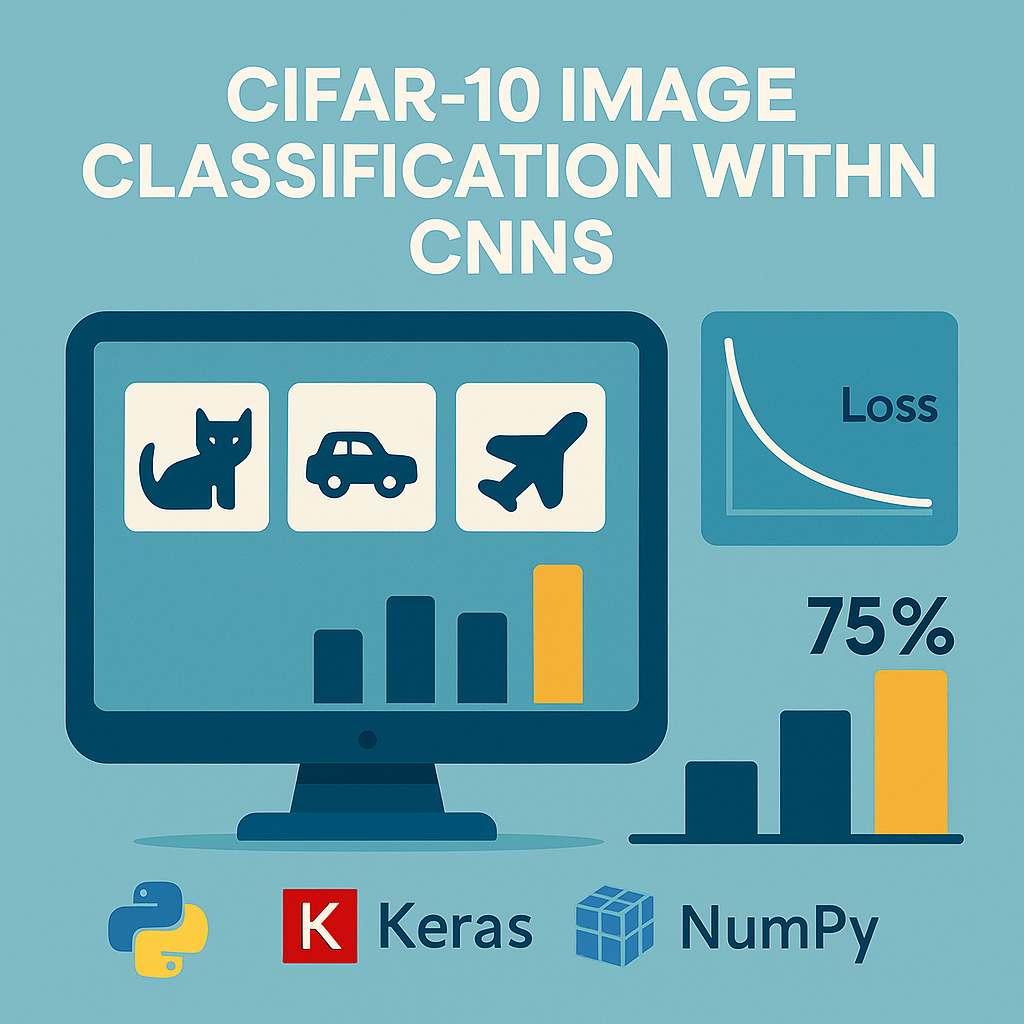 CIFAR-10 IMAGE
CLASSIFICATION WITHN
CNNS
Loss
75%
K Keras
NumPy